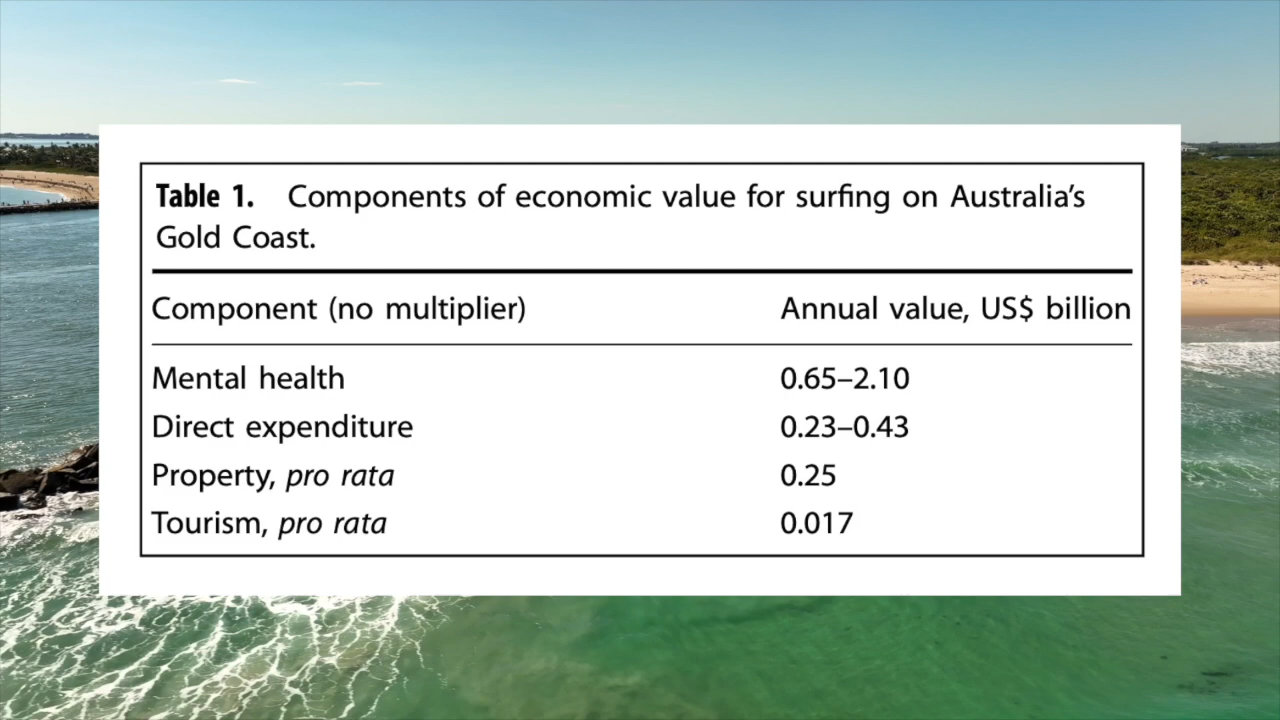 Table 1. Components of economic value for surfing on Australia's
Gold Coast.
Component (no multiplier) Annual value, US$ billion
Mental health 0.65–2.10
Direct expenditure 0.23–0.43
Property, pro rata 0.25
Tourism, pro rata 0.017